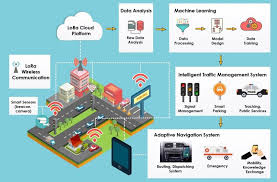 LoRa Cloud
Platform
Data Analysis
Raw Data
Analysis
Machine Learning
Data
Processing
Model
Design
Data
Training
LoRa
Wireless
Communication
Smart Sensors
Intelligent Traffic Management System
Signal
Management
Smart
Parking
Tracking,
Public Services
Adaptive Navigation System
Routing, Dispatching
System
Emergency
Mobility,
Knowledge
Exchange